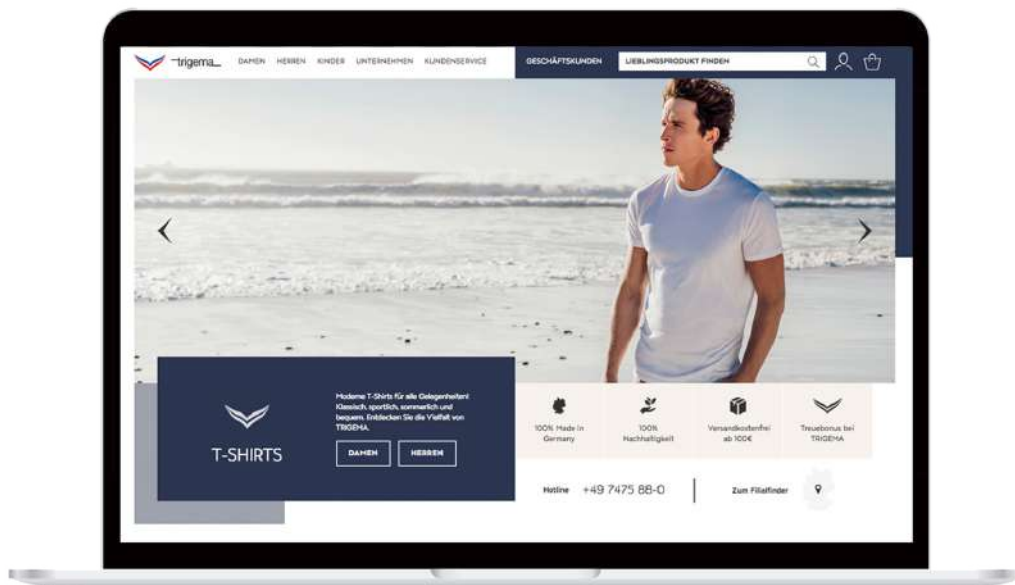 trigema
DAMEN HERREN KINDER UNTERNEHMEN KUNDENSERVICE GESCHÄFTSKUNDEN LIEBLINGSPRODUKT FINDEN
T-SHIRTS
Moderne T-Shirts für alle Gelegenheiten!
Klassisch, sportlich, sommerlich und
bequem. Entdecken Sie die Vielfalt von
TRIGEMA.
DAMEN HERREN
100% Made in
Germany
100%
Nachhaltigkeit
Versandkostenfrei
ab 100€
Treuebonus bei
TRIGEMA
Hotline +49 7475 88-0
Zum Filialfinder